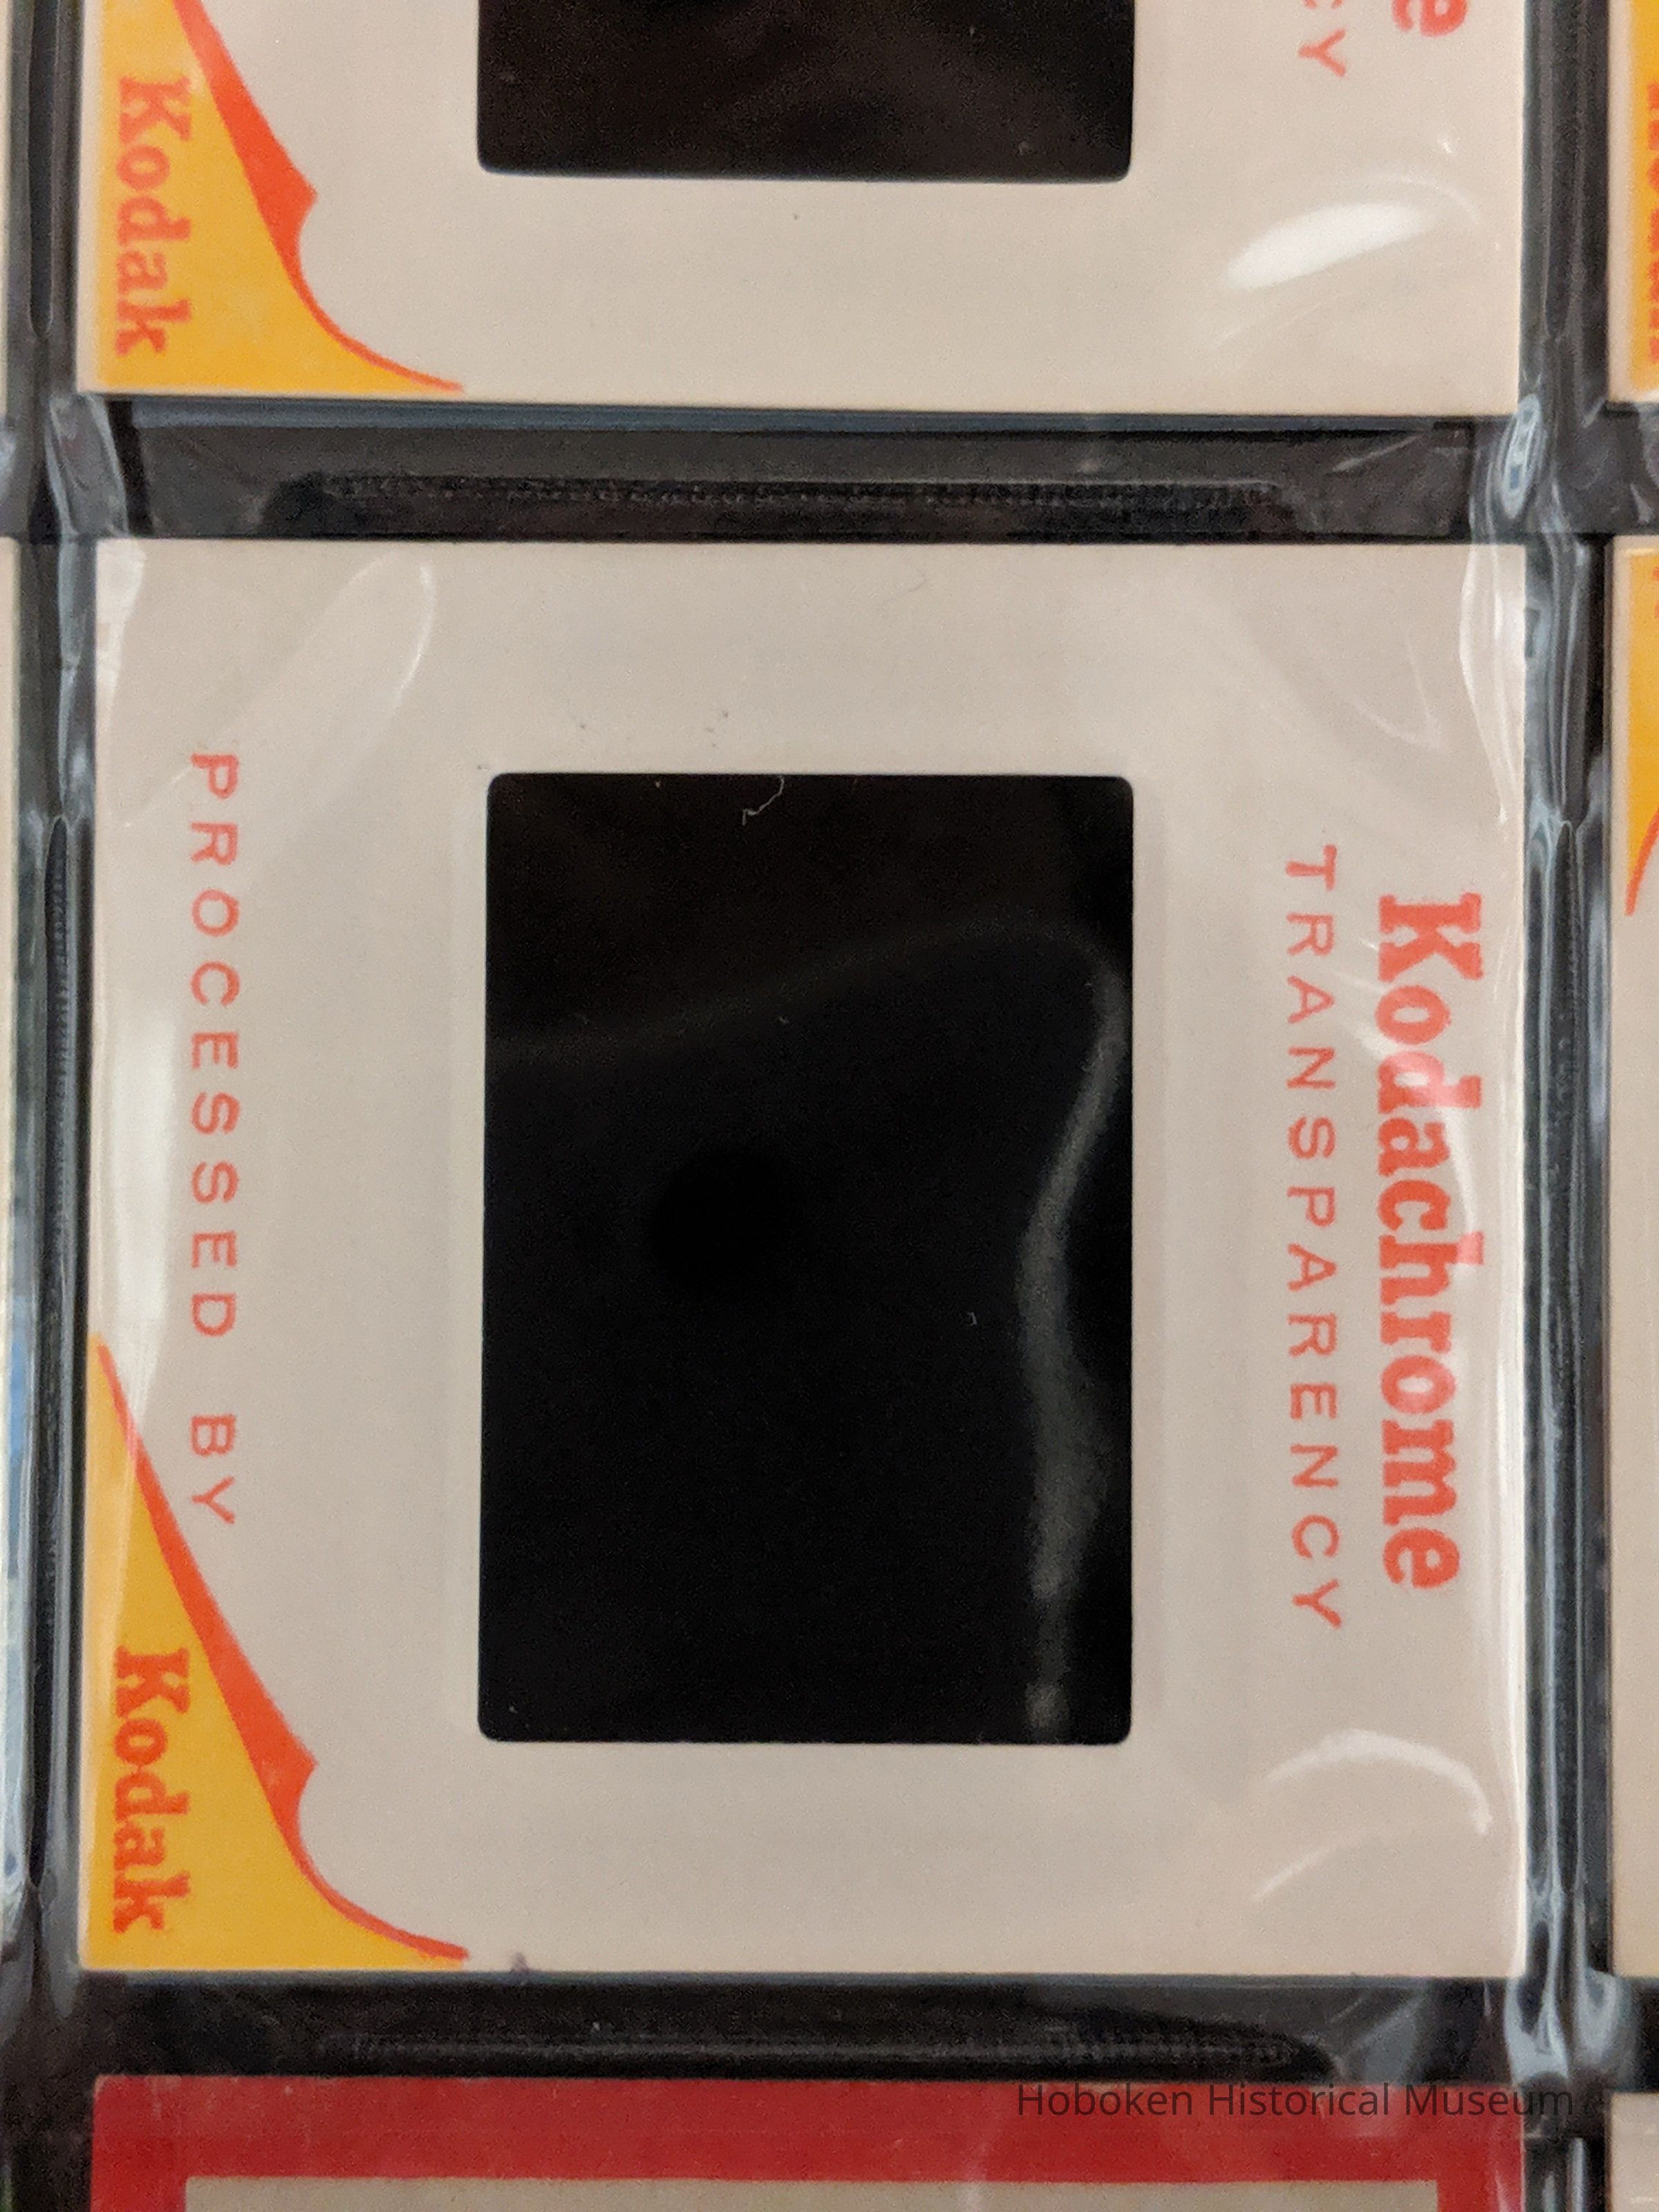 Kodak
Kodachrome
TRANSPARENCY
PROCESSED BY
Kodak
Hoboken Historical Museum